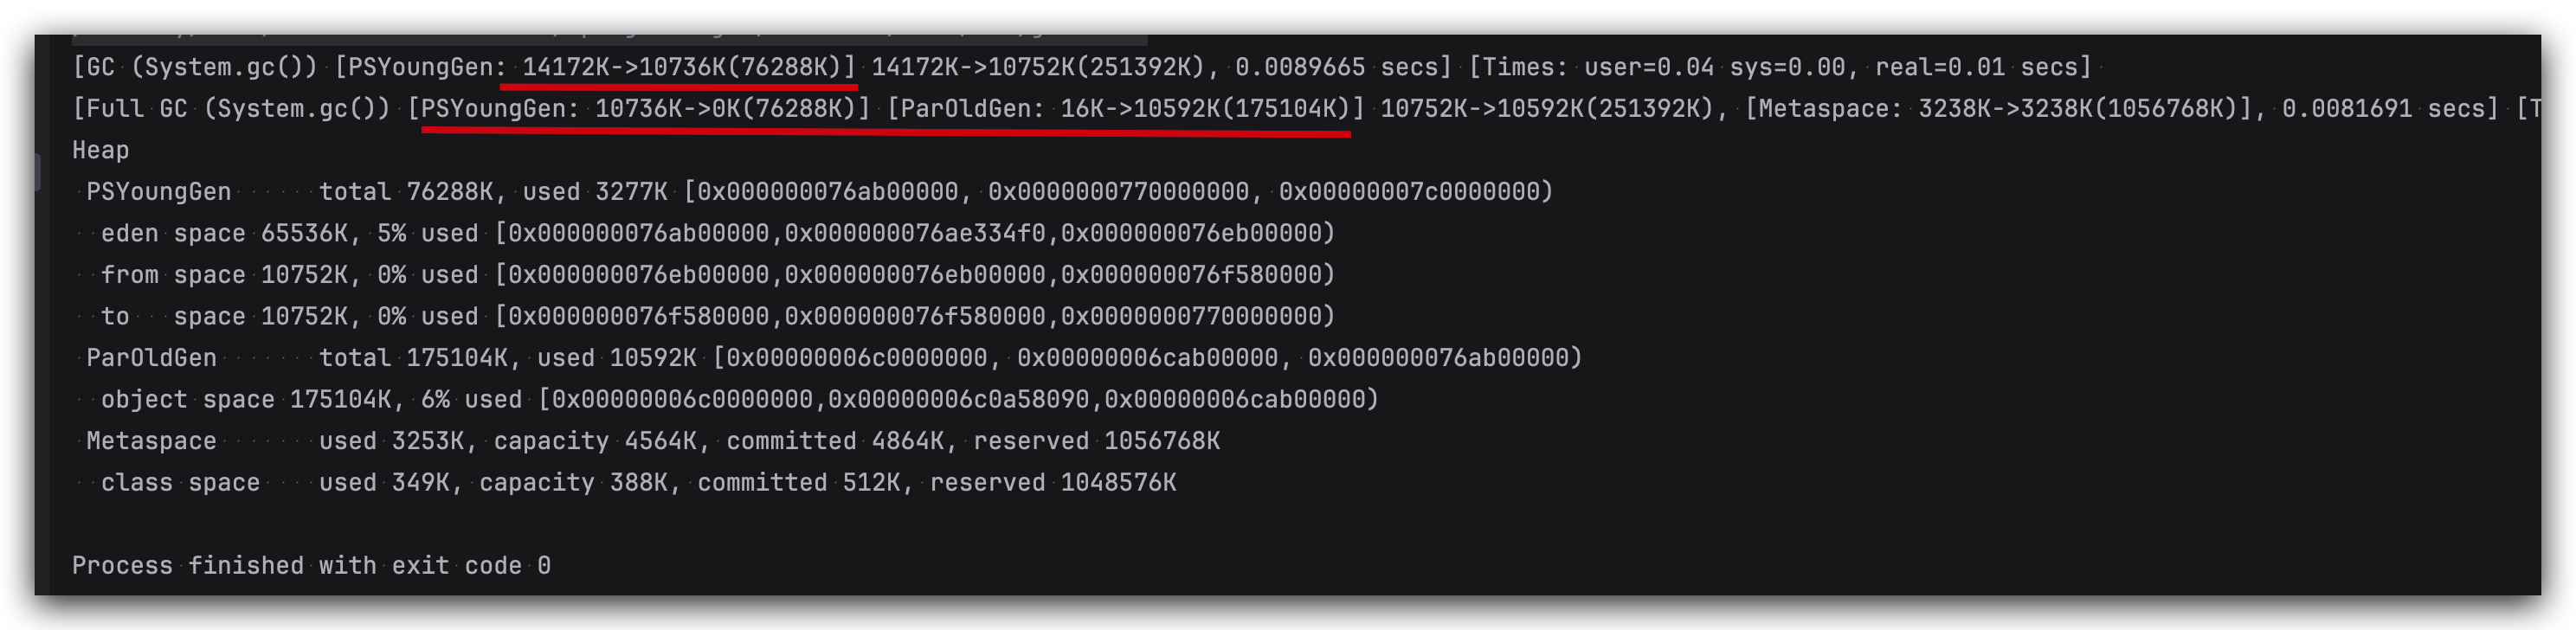 [GC (System.gc()) [PSYoungGen: 14172K->10736K(76288K)] 14172K->10752K(251392K), 0.0089665 secs] [Times: user=0.04 sys=0.00, real=0.01 secs]
[Full GC (System.gc()) [PSYoungGen: 10736K->0K(76288K)] [ParOldGen: 16K->10592K(175104K)] 10752K->10592K(251392K), [Metaspace: 3238K->3238K(1056768K)], 0.0081691 secs] [T
Heap
PSYoungGen total 76288K, used 3277K [0x000000076ab00000, 0x0000000770000000, 0x00000007c0000000)
eden space 65536K, 5% used [0x000000076ab00000,0x000000076ae334f0,0x000000076eb00000)
from space 10752K, 0% used [0x000000076eb00000,0x000000076eb00000,0x000000076f580000)
to space 10752K, 0% used [0x000000076f580000,0x000000076f580000,0x0000000770000000)
ParOldGen total 175104K, used 10592K [0x00000006c0000000, 0x00000006cab00000, 0x000000076ab00000)
object space 175104K, 6% used [0x00000006c0000000,0x00000006c0a58090,0x00000006cab00000)
Metaspace used 3253K, capacity 4564K, committed 4864K, reserved 1056768K
class space used 349K, capacity 388K, committed 512K, reserved 1048576K
Process finished with exit code 0